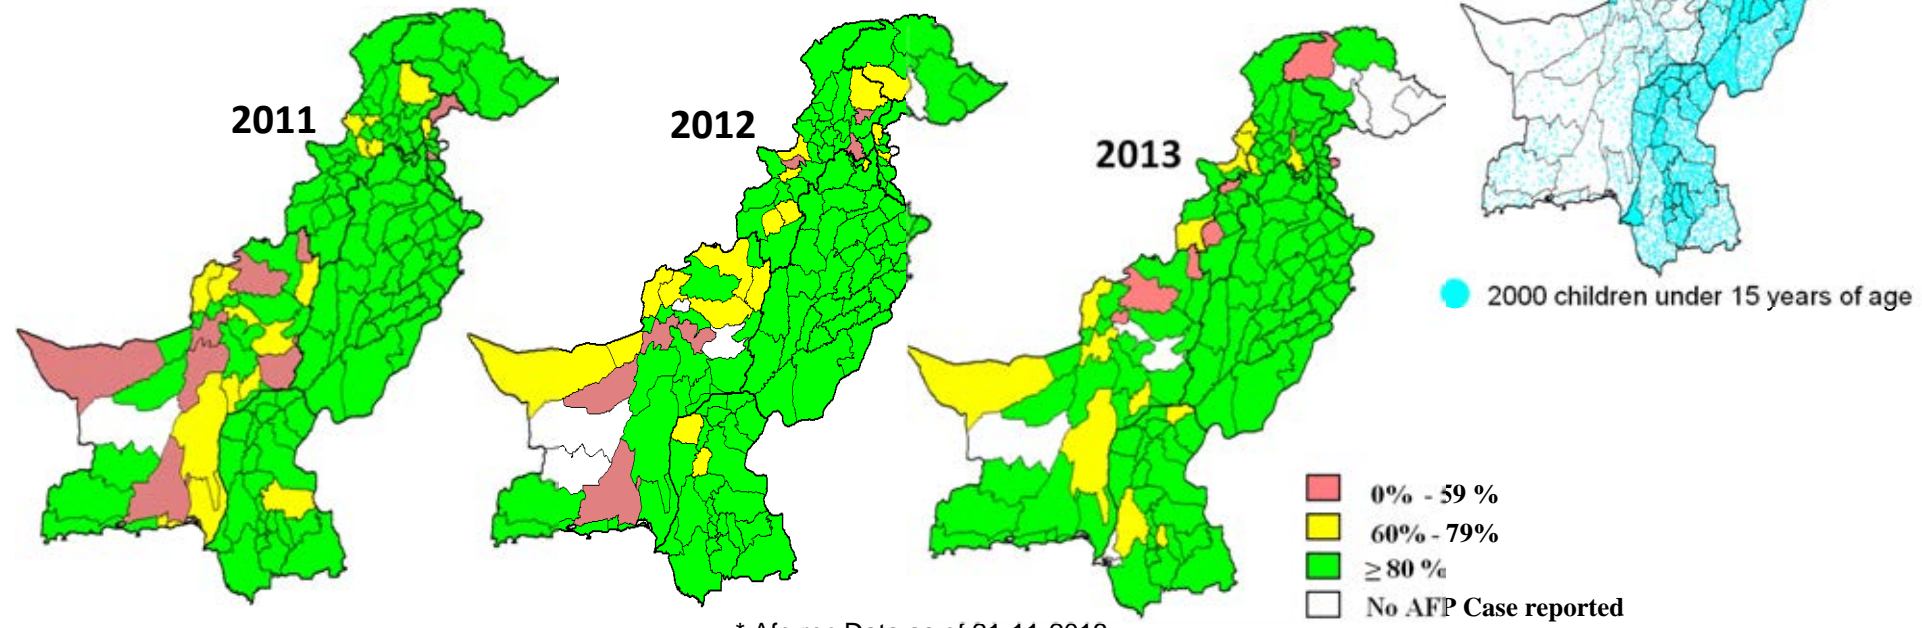 2011
2012
2013
2000 children under 15 years of age
0% - 59 %
60% - 79%
≥ 80 %
No AFP Case reported